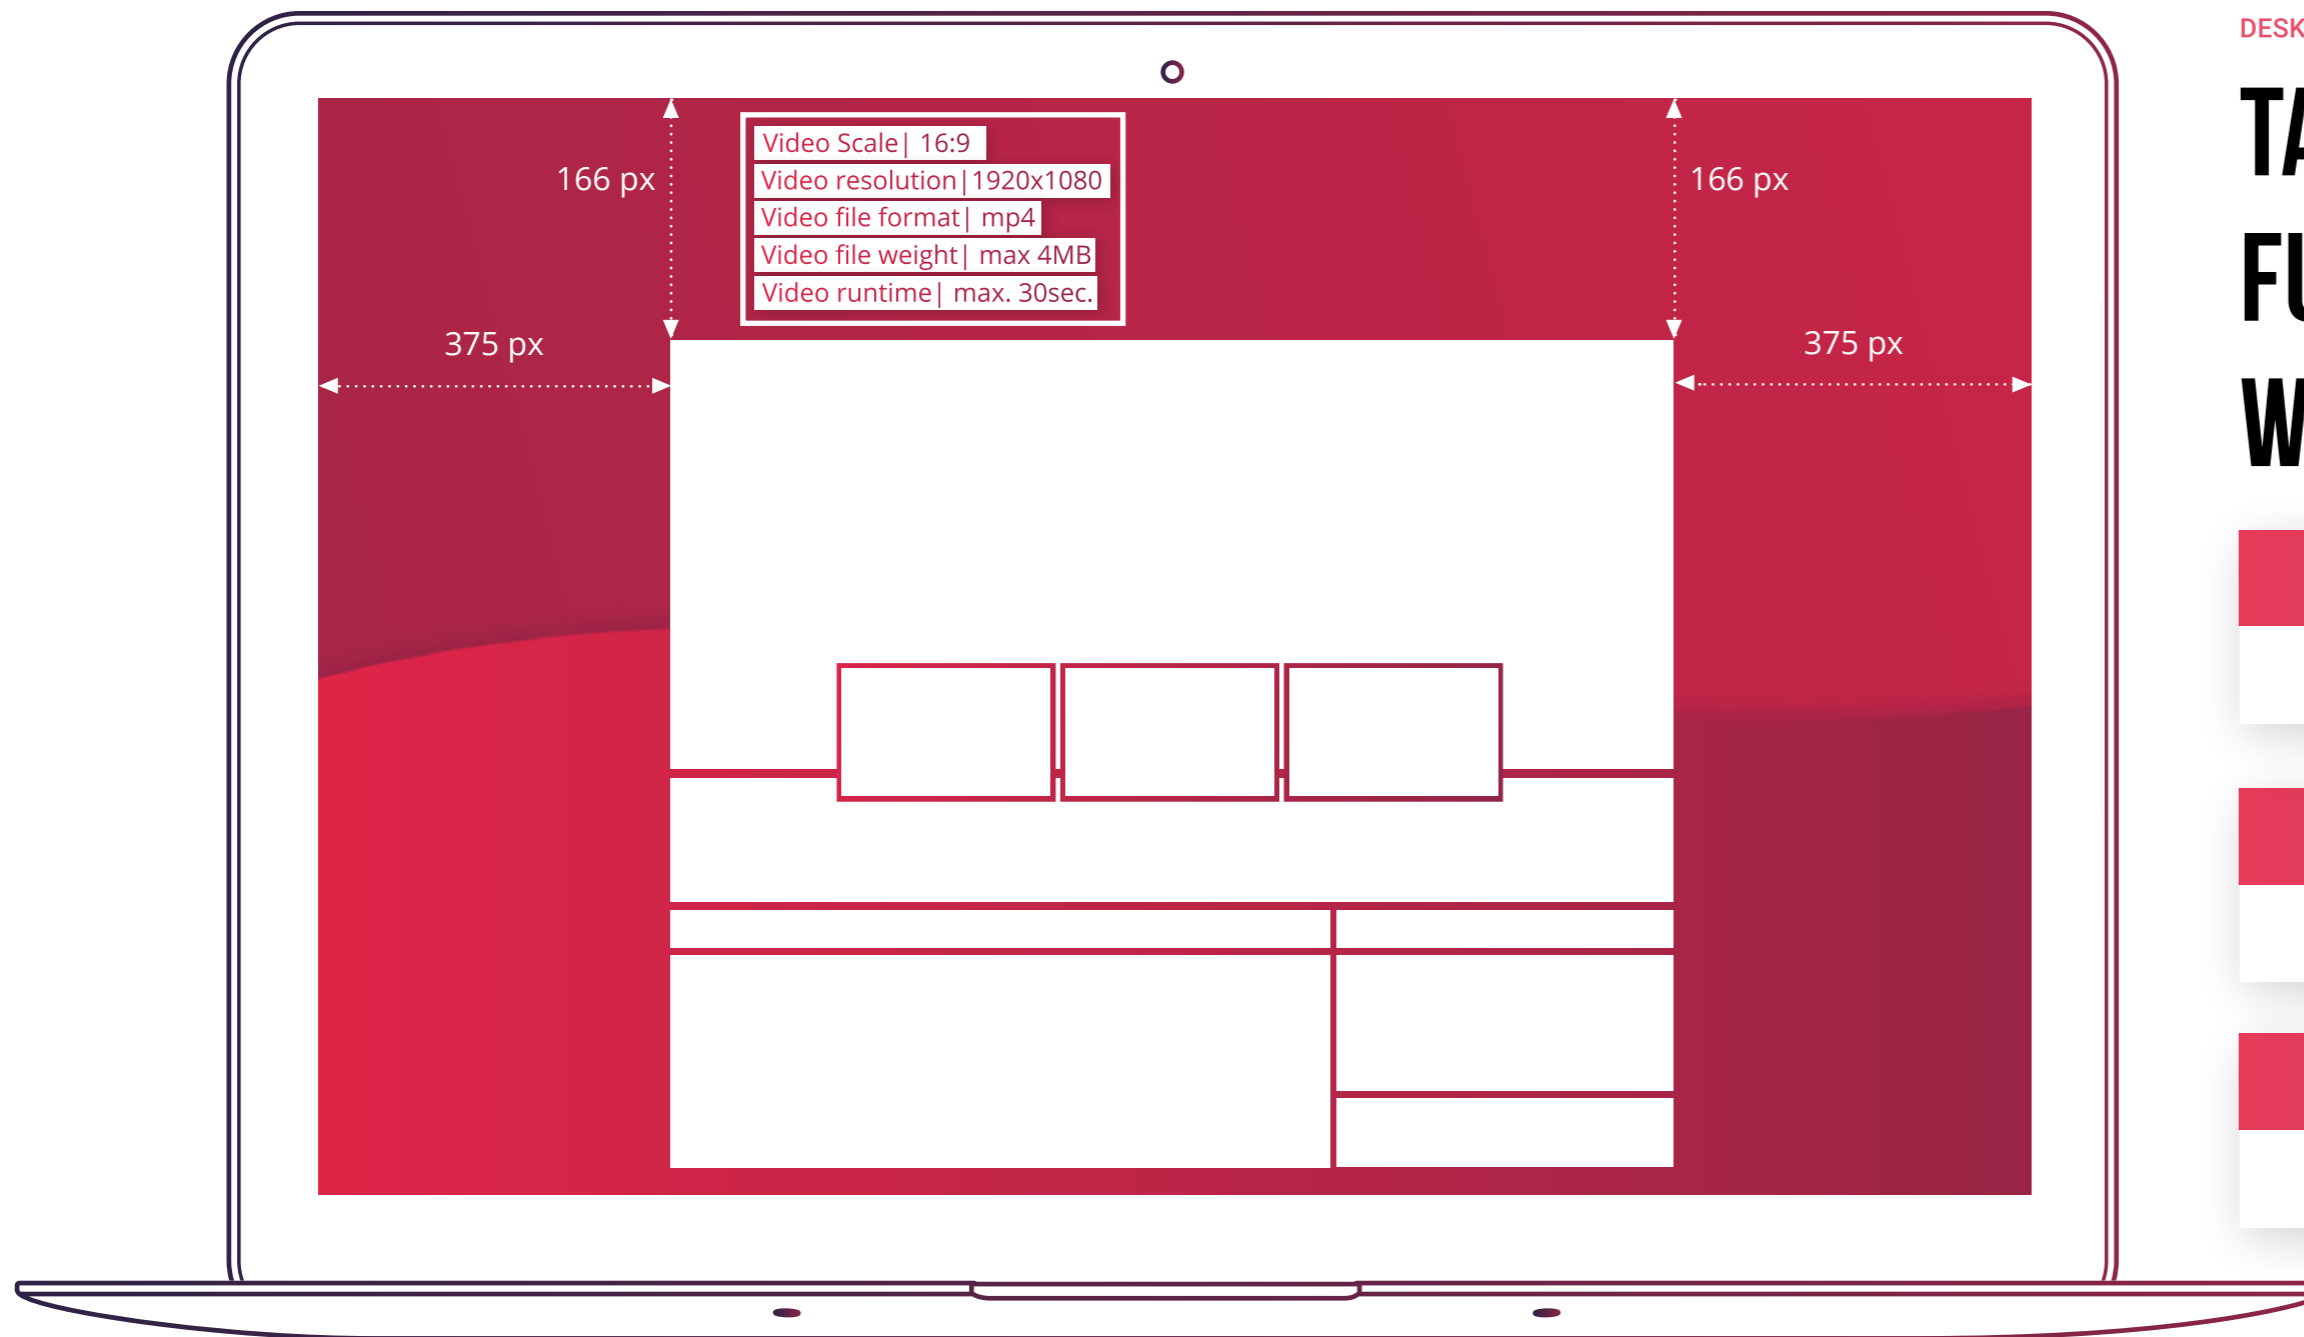 166 px
Video Scale| 16:9
Video resolution|1920x1080
Video file format| mp4
Video file weight| max 4MB
Video runtime| max. 30sec.
166 px
375 px
375 px